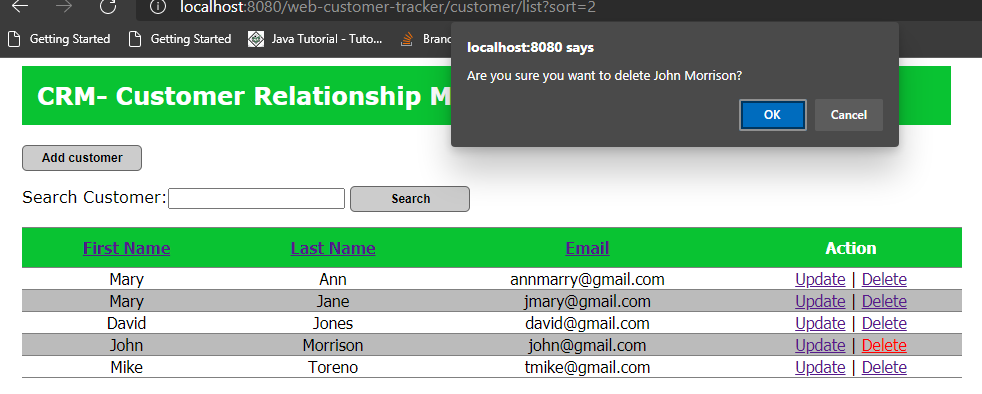 localhost:8080/web-customer-tracker/customer/list?sort=2
Getting Started Getting Started Java Tutorial - Tuto... Branc
localhost:8080 says
Are you sure you want to delete John Morrison?
OK Cancel
CRM- Customer Relationship M
Add customer
Search Customer: Search
First Name Last Name Email Action
Mary Ann annmarry@gmail.com Update | Delete
Mary Jane jmary@gmail.com Update | Delete
David Jones david@gmail.com Update | Delete
John Morrison john@gmail.com Update | Delete
Mike Toreno tmike@gmail.com Update | Delete